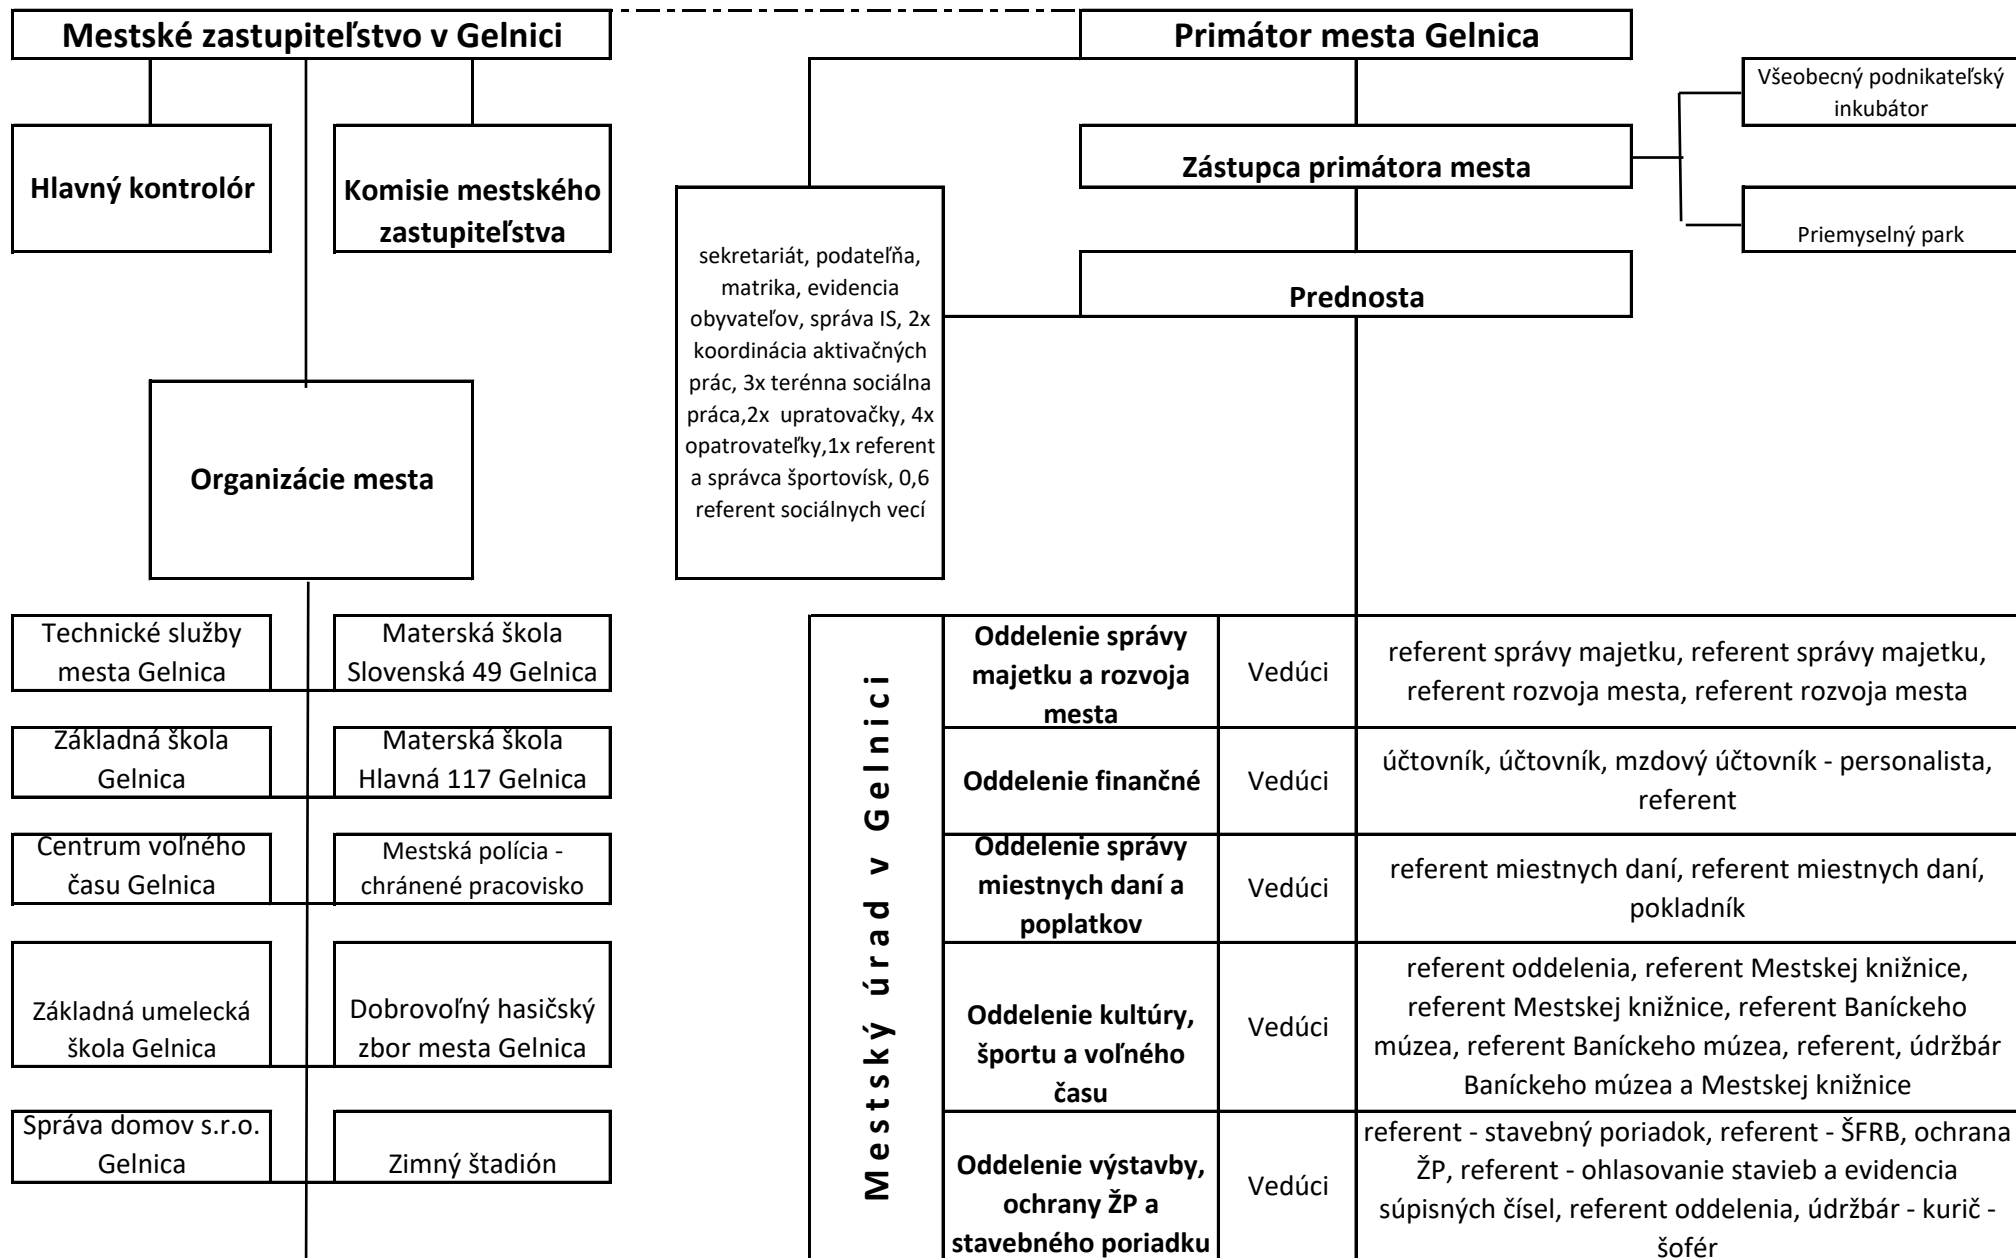 Mestské zastupiteľstvo v Gelnici
Primátor mesta Gelnica
Všeobecný podnikateľský
inkubátor
Hlavný kontrolór
Komisie mestského
zastupiteľstva
Zástupca primátora mesta
Priemyselný park
sekretariát, podateľňa,
matrika, evidencia
obyvateľov, správa IS, 2x
koordinácia aktivačných
prác, 3x terénna sociálna
práca,2x upratovačky, 4x
opatrovateľky,1x referent
a správca športovísk, 0,6
referent sociálnych vecí
Prednosta
Organizácie mesta
Technické služby
mesta Gelnica
Materská škola
Slovenská 49 Gelnica
Základná škola
Gelnica
Materská škola
Hlavná 117 Gelnica
Centrum voľného
času Gelnica
Mestská polícia -
chránené pracovisko
Základná umelecká
škola Gelnica
Dobrovoľný hasičský
zbor mesta Gelnica
Správa domov s.r.o.
Gelnica
Zimný štadión
Mestský úrad v Gelnici
Oddelenie správy
majetku a rozvoja
mesta
Vedúci
referent správy majetku, referent správy majetku,
referent rozvoja mesta, referent rozvoja mesta
Oddelenie finančné
Vedúci
účtovník, účtovník, mzdový účtovník - personalista,
referent
Oddelenie správy
miestnych daní a
poplatkov
Vedúci
referent miestnych daní, referent miestnych daní,
pokladník
Oddelenie kultúry,
športu a voľného
času
Vedúci
referent oddelenia, referent Mestskej knižnice,
referent Mestskej knižnice, referent Baníckeho
múzea, referent Baníckeho múzea, referent, údržbár
Baníckeho múzea a Mestskej knižnice
Oddelenie výstavby,
ochrany ŽP a
stavebného poriadku
Vedúci
referent - stavebný poriadok, referent - ŠFRB, ochrana
ŽP, referent - ohlasovanie stavieb a evidencia
súpisných čísel, referent oddelenia, údržbár - kurič -
šofér